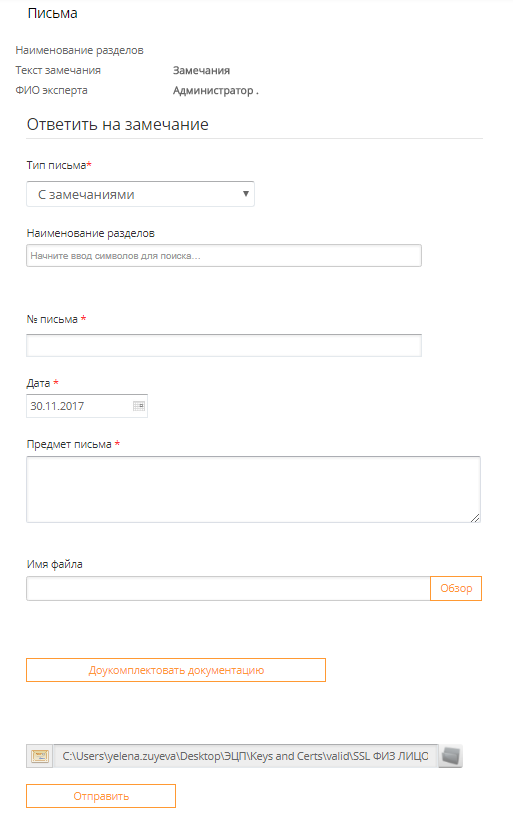 Письма
Наименование разделов
Текст замечания Замечания
ФИО эксперта Администратор .
Ответить на замечание
Тип письма*
С замечаниями
Наименование разделов
Начните ввод символов для поиска...
№ письма *
Дата *
30.11.2017
Предмет письма *
Имя файла
Обзор
Доукомплектовать документацию
C:\Users\yelena.zuyeva\Desktop\ЭЦП\Keys and Certs\valid\SSL ФИЗ ЛИЦО
Отправить